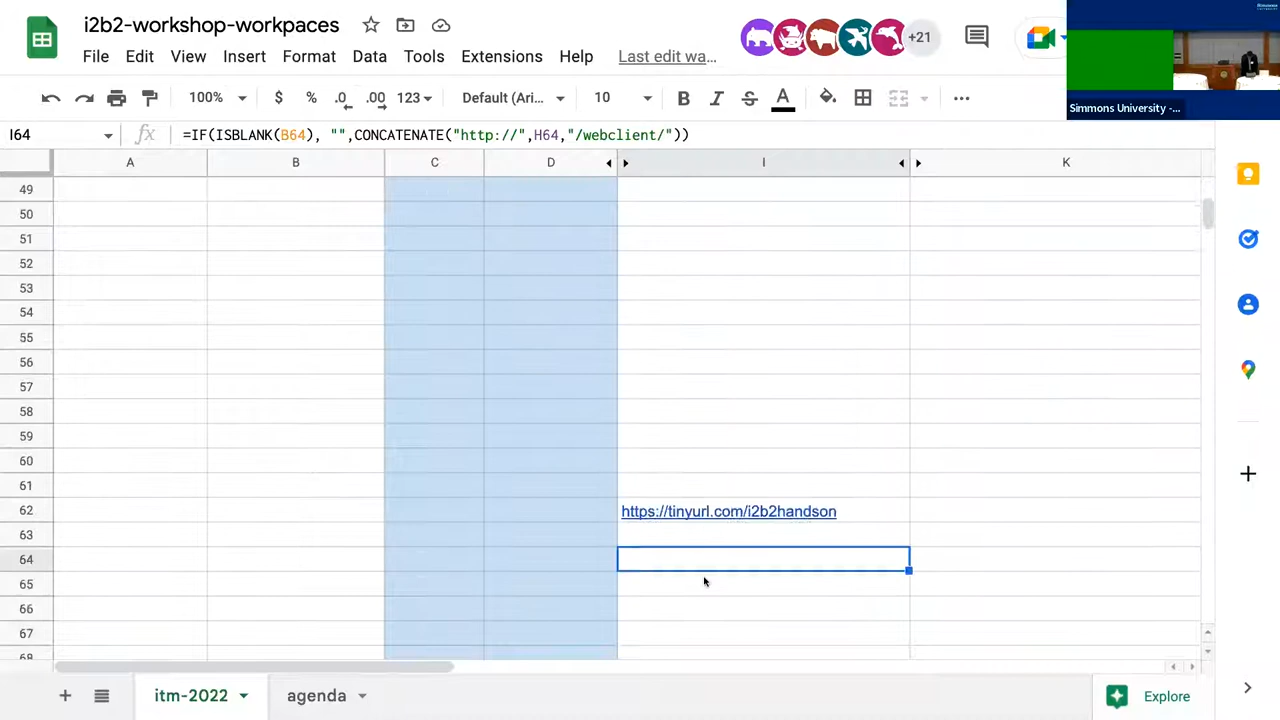 i2b2-workshop-workpaces
+21
File Edit View Insert Format Data Tools Extensions Help Last edit wa...
100% $ % .0 .00 123 Default (Ari... 10 B I S A
Simmons University -...
I64 fx =IF(ISBLANK(B64), "",CONCATENATE("http://",H64,"/webclient/"))
A B C D I K
49
50
51
52
53
54
55
56
57
58
59
60
61
62 https://tinyurl.com/i2b2handson
63
64
65
66
67
68
+ itm-2022 agenda Explore